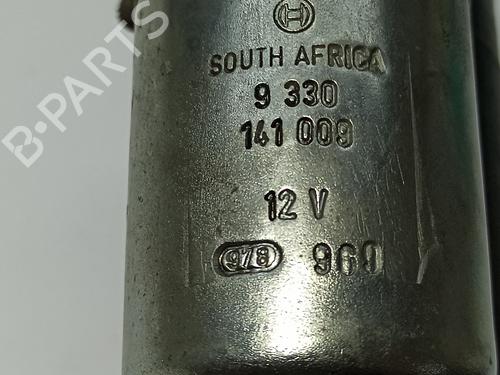 B-PARTS
SOUTH AFRICA
9 330
141 009
12 V
978 969